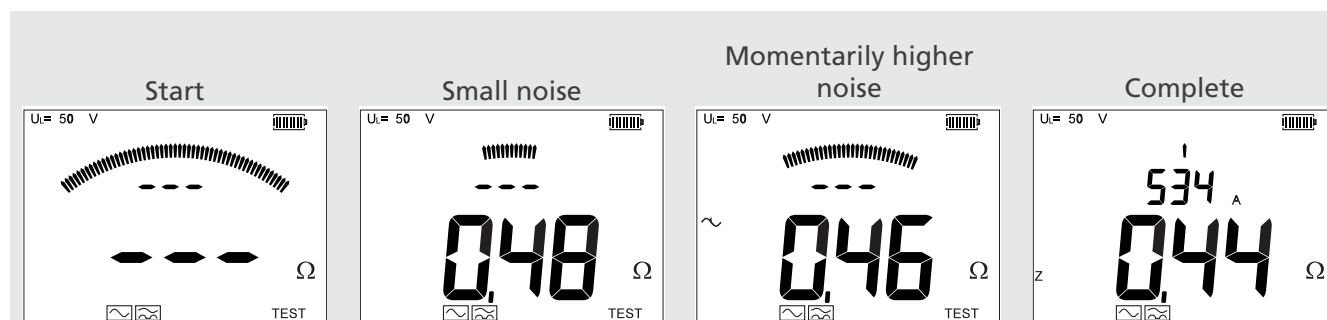 Start
UL= 50 V
---
---
Ω
TEST
Small noise
UL= 50 V
---
0.48
Ω
TEST
Momentarily higher
noise
UL= 50 V
---
0.46
Ω
TEST
Complete
UL= 50 V
534 A
0.44
Ω
Z